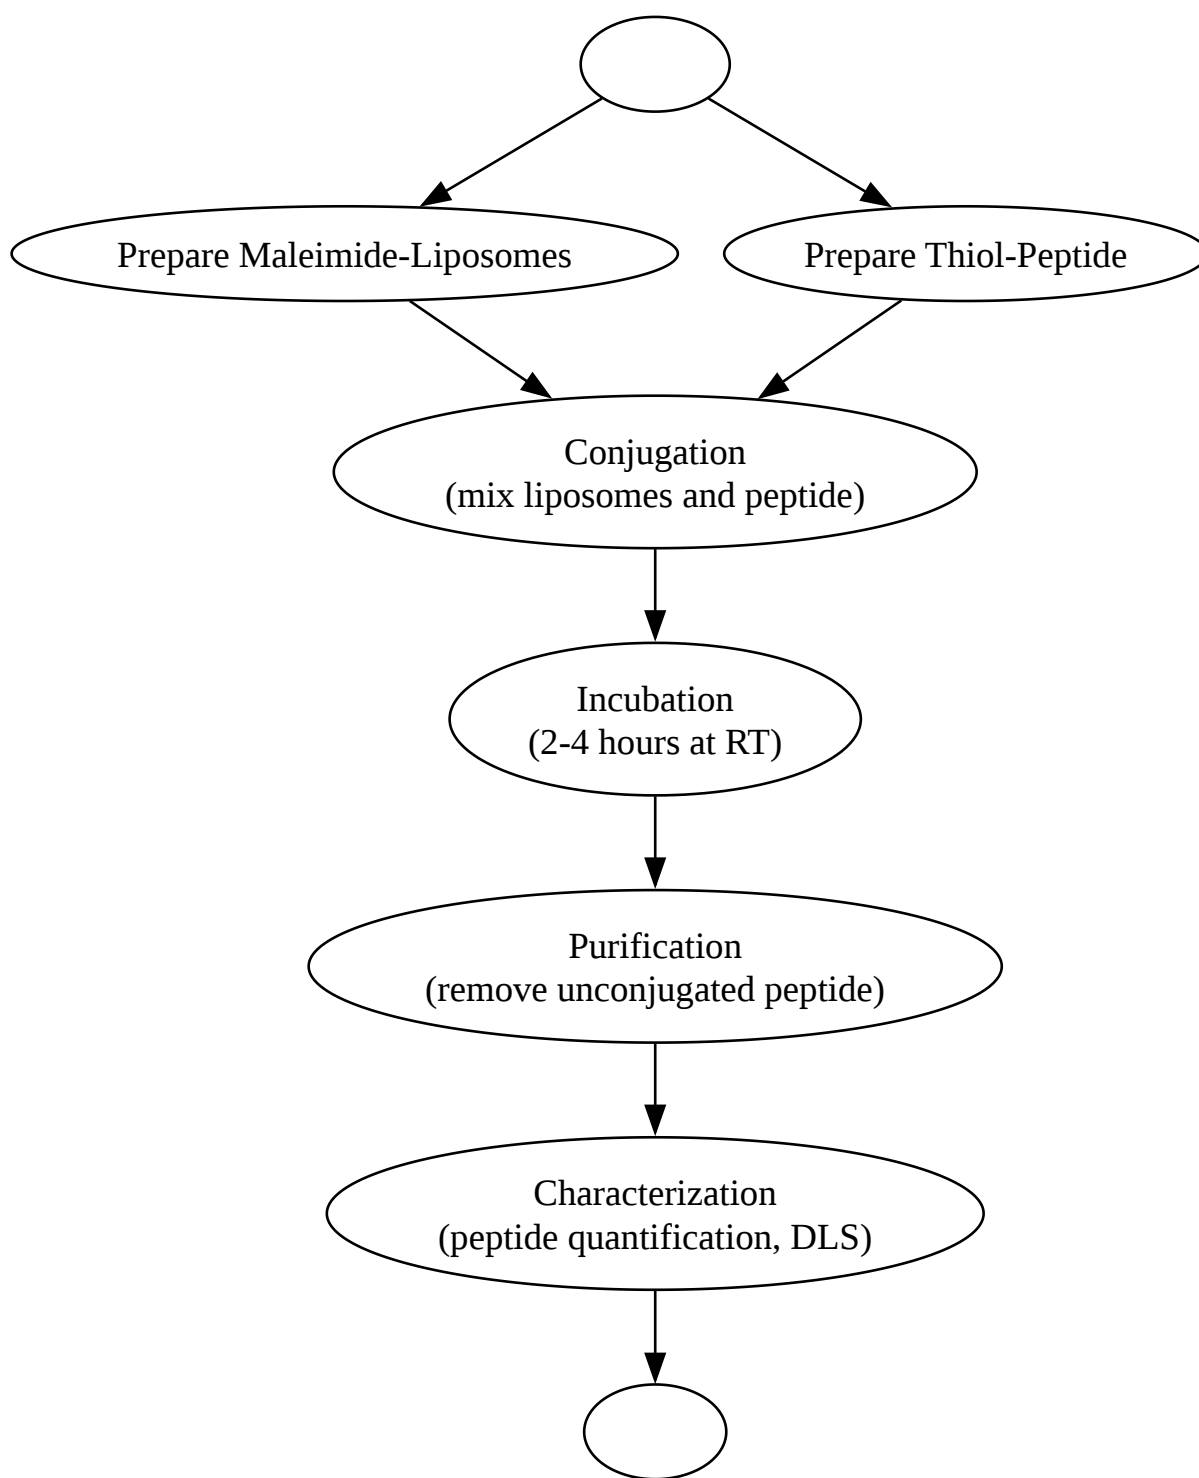 Prepare Maleimide-Liposomes
Prepare Thiol-Peptide
Conjugation
(mix liposomes and peptide)
Incubation
(2-4 hours at RT)
Purification
(remove unconjugated peptide)
Characterization
(peptide quantification, DLS)